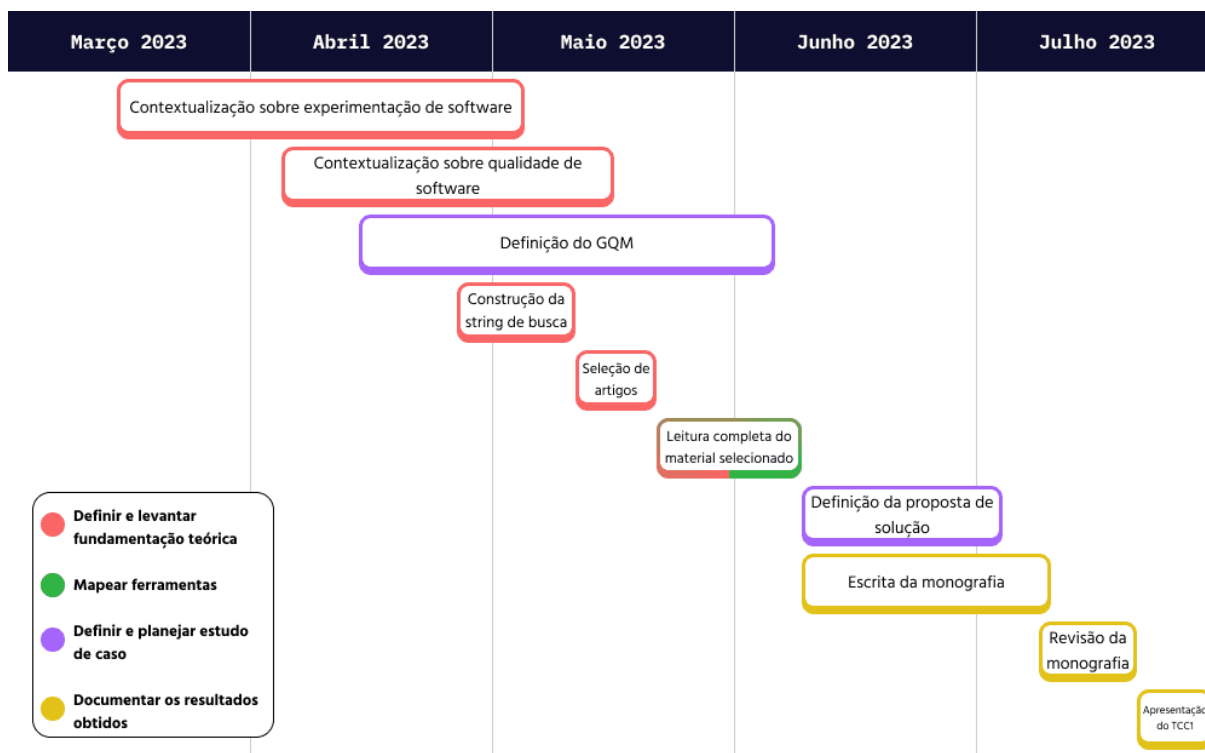 Março 2023
Abril 2023
Maio 2023
Junho 2023
Julho 2023
Contextualização sobre experimentação de software
Contextualização sobre qualidade de
software
Definição do GQM
Construção da
string de busca
Seleção de
artigos
Leitura completa do
material selecionado
Definição da proposta de
solução
Escrita da monografia
Revisão da
monografia
Apresentação
do TCC1
Definir e levantar
fundamentação teórica
Mapear ferramentas
Definir e planejar estudo
de caso
Documentar os resultados
obtidos